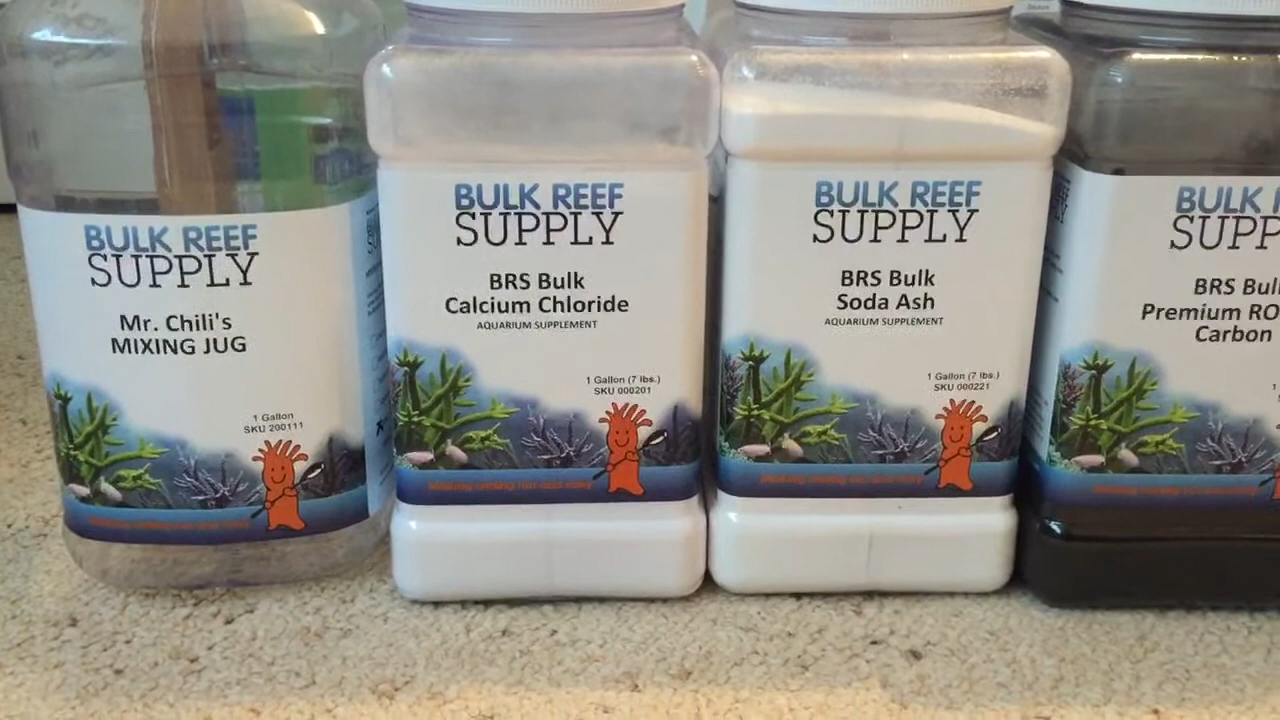 BULK REEF
SUPPLY
Mr. Chili's
MIXING JUG
1 Gallon
SKU 200111
BULK REEF
SUPPLY
BRS Bulk
Calcium Chloride
AQUARIUM SUPPLEMENT
1 Gallon (7 lbs.)
SKU 000201
BULK REEF
SUPPLY
BRS Bulk
Soda Ash
AQUARIUM SUPPLEMENT
1 Gallon (7 lbs.)
SKU 000221
BULK
SUPP
BRS Bul
Premium RO
Carbon